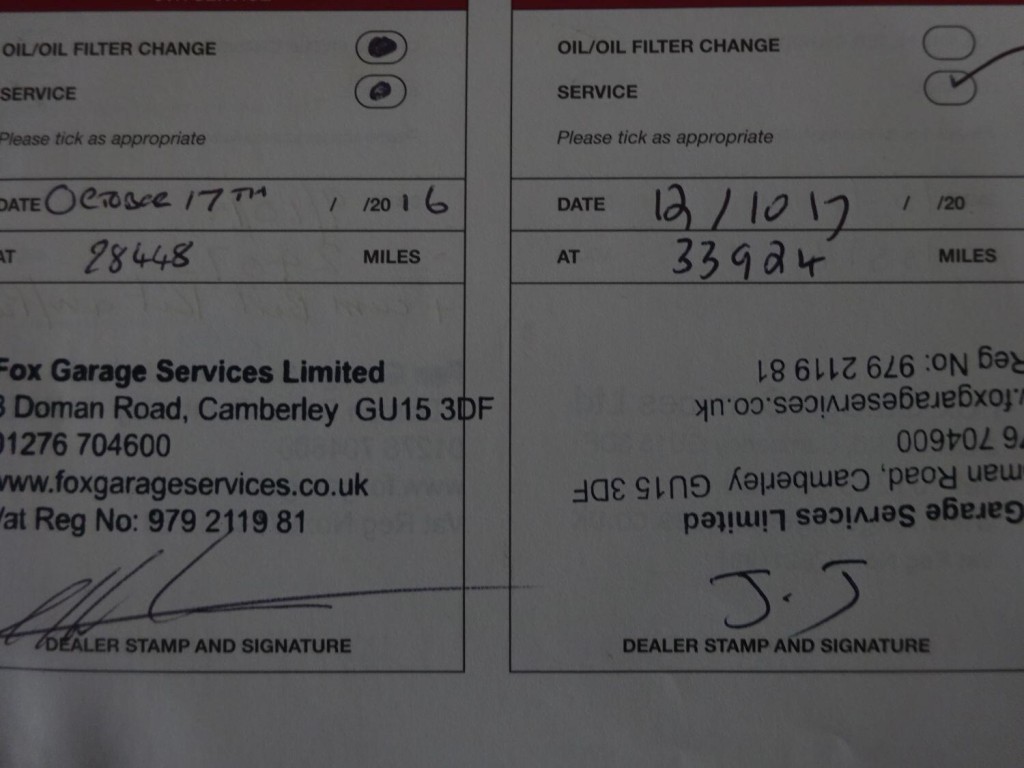 OIL/OIL FILTER CHANGE
SERVICE
Please tick as appropriate
DATE OCTOBER 17TH / /2016
AT 28448 MILES
Fox Garage Services Limited
3 Doman Road, Camberley GU15 3DF
01276 704600
www.foxgarageservices.co.uk
Vat Reg No: 979 2119 81
DEALER STAMP AND SIGNATURE
OIL/OIL FILTER CHANGE
SERVICE
Please tick as appropriate
DATE 12/10 17 / /20
AT 33924 MILES
Garage Services Limited
man Road, Camberley GU15 3DF
76 704600
.foxgarageservices.co.uk
Reg No: 979 2119 81
J.J
DEALER STAMP AND SIGNATURE